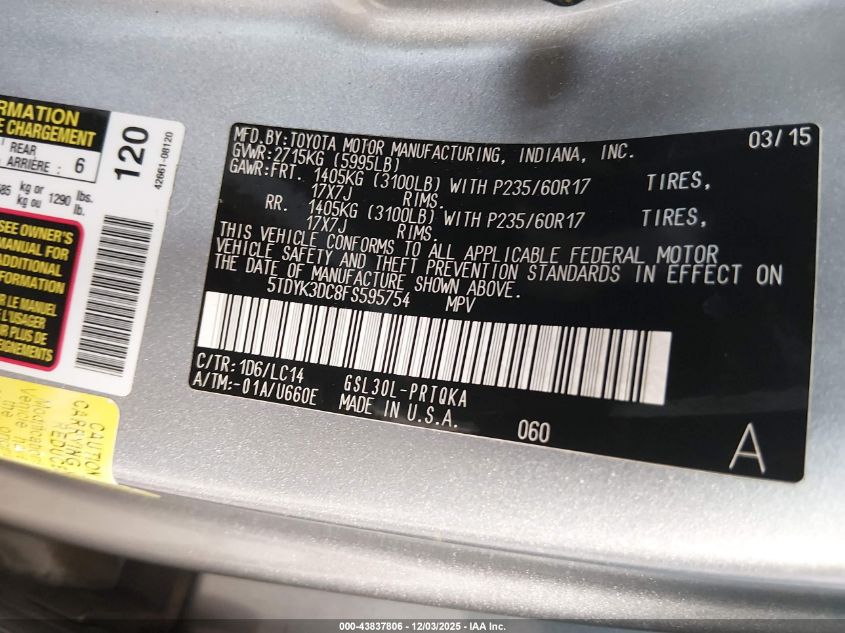 RMATION
E CHARGEMENT
REAR
ARRIÈRE : 6
kg or 1290 lbs.
kg ou lb.
120
42661-08120
SEE OWNER'S
MANUAL FOR
ADDITIONAL
INFORMATION
LE MANUEL
L'USAGER
PLUS DE
MFD.BY:TOYOTA MOTOR MANUFACTURING, INDIANA, INC. 03/15
GVWR:2715KG (5995LB)
GAWR:FRT. 1405KG (3100LB) WITH P235/60R17 TIRES,
17X7J RIMS.
RR. 1405KG (3100LB) WITH P235/60R17 TIRES,
17X7J RIMS.
THIS VEHICLE CONFORMS TO ALL APPLICABLE FEDERAL MOTOR
VEHICLE SAFETY AND THEFT PREVENTION STANDARDS IN EFFECT ON
THE DATE OF MANUFACTURE SHOWN ABOVE.
5TDYK3DC8FS595754 MPV
C/TR: 1D6/LC14
A/TM:-01A/U660E GSL30L-PRTQKA
MADE IN U.S.A.
060
A
CAUTION
CARRYING
000-43837806 - 12/03/2025 - IAA